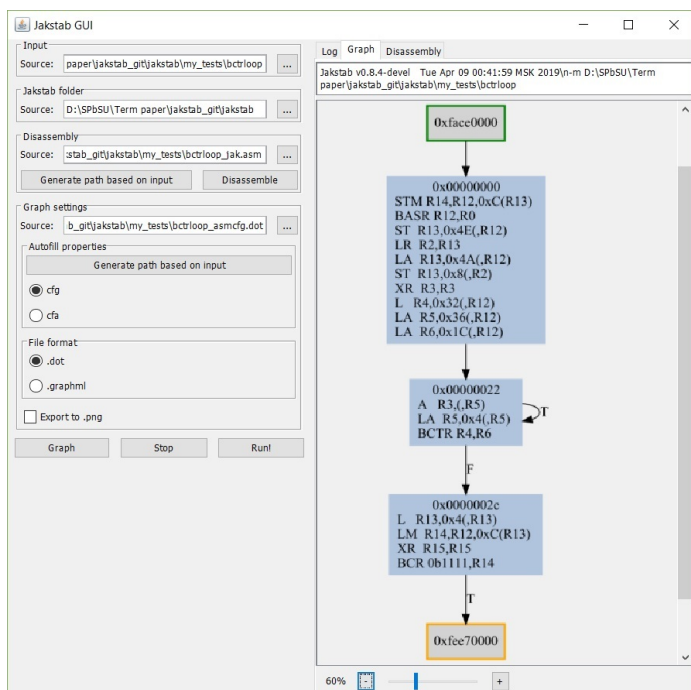 Jakstab GUI
Input
Source: paper\jakstab_git\jakstab\my_tests\bctrloop ...
Jakstab folder
Source: D:\SPbSU\Term paper\jakstab_git\jakstab ...
Disassembly
Source: :stab_git\jakstab\my_tests\bctrloop_jak.asm ...
Generate path based on input Disassemble
Graph settings
Source: b_git\jakstab\my_tests\bctrloop_asmcfg.dot ...
Autofill properties
Generate path based on input
cfg
cfa
File format
.dot
.graphml
Export to .png
Graph Stop Run!
Log Graph Disassembly
Jakstab v0.8.4-devel Tue Apr 09 00:41:59 MSK 2019\n-m D:\SPbSU\Term
paper\jakstab_git\jakstab\my_tests\bctrloop
0xface0000
0x00000000
STM R14,R12,0xC(R13)
BASR R12,R0
ST R13,0x4E(,R12)
LR R2,R13
LA R13,0x4A(,R12)
ST R13,0x8(,R2)
XR R3,R3
L R4,0x32(,R12)
LA R5,0x36(,R12)
LA R6,0x1C(,R12)
0x00000022
A R3,(,R5)
LA R5,0x4(,R5)
BCTR R4,R6
T
F
0x0000002c
L R13,0x4(,R13)
LM R14,R12,0xC(R13)
XR R15,R15
BCR 0b1111,R14
T
0xfee70000
60% - +